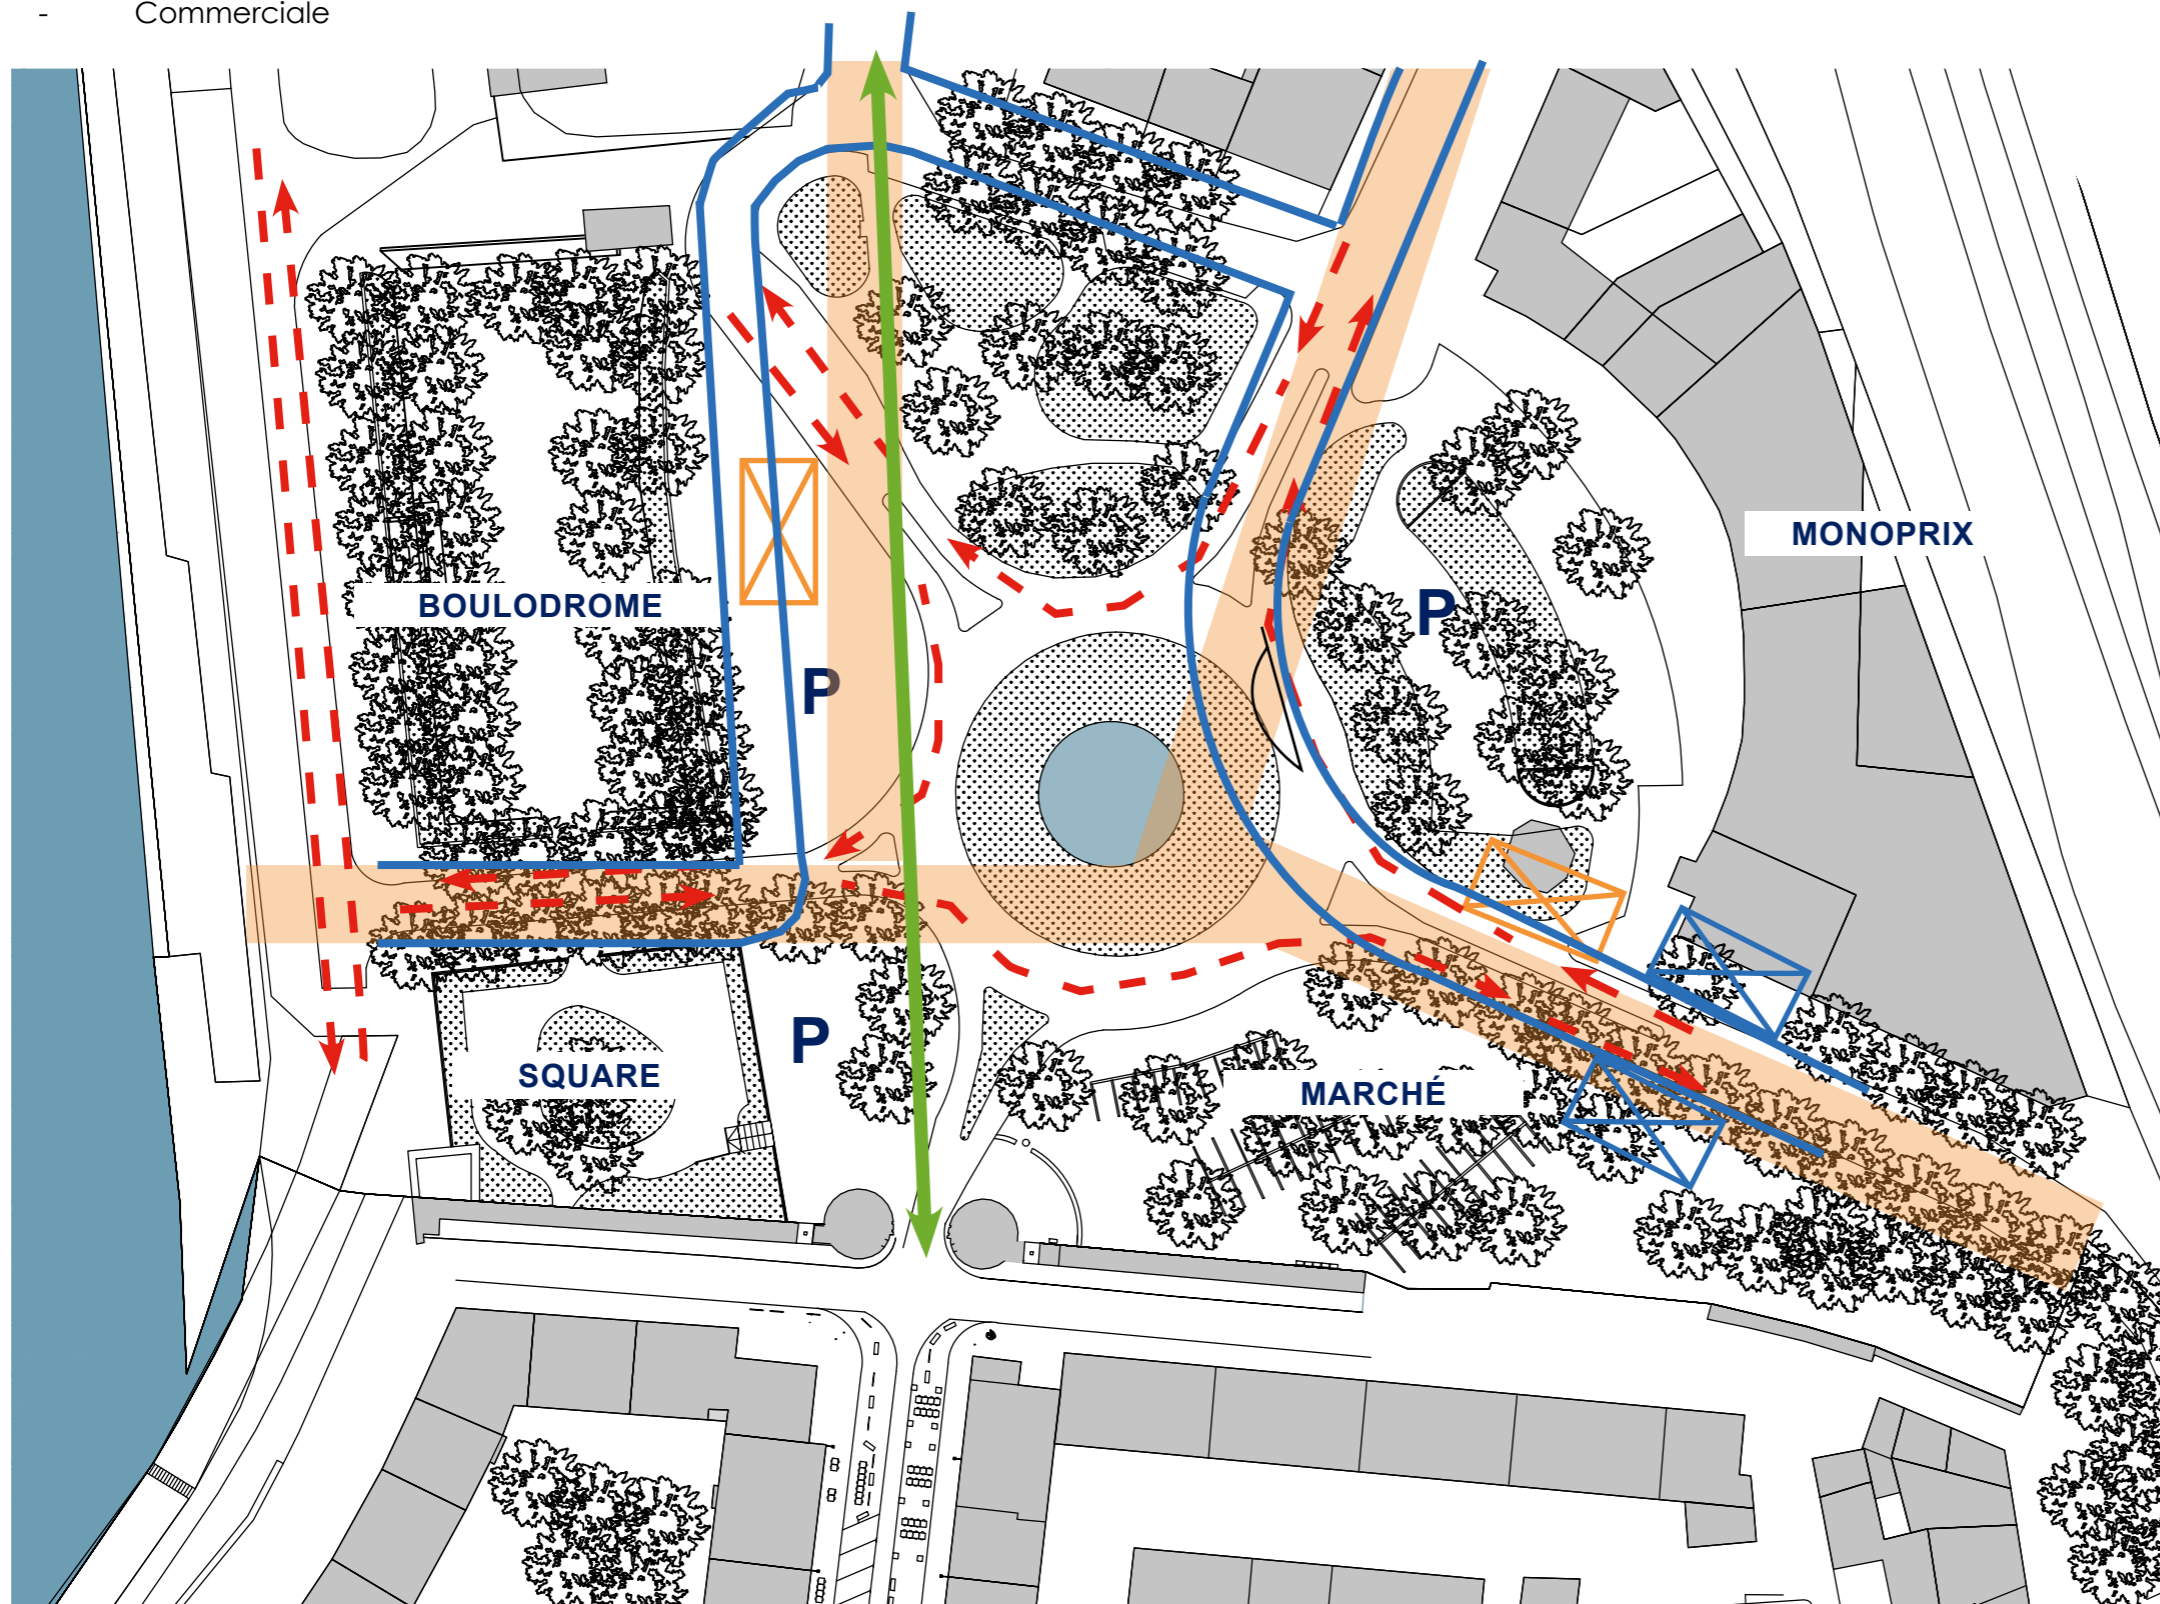 - Commerciale
MONOPRIX
BOULODROME
P
P
P
SQUARE
MARCHÉ